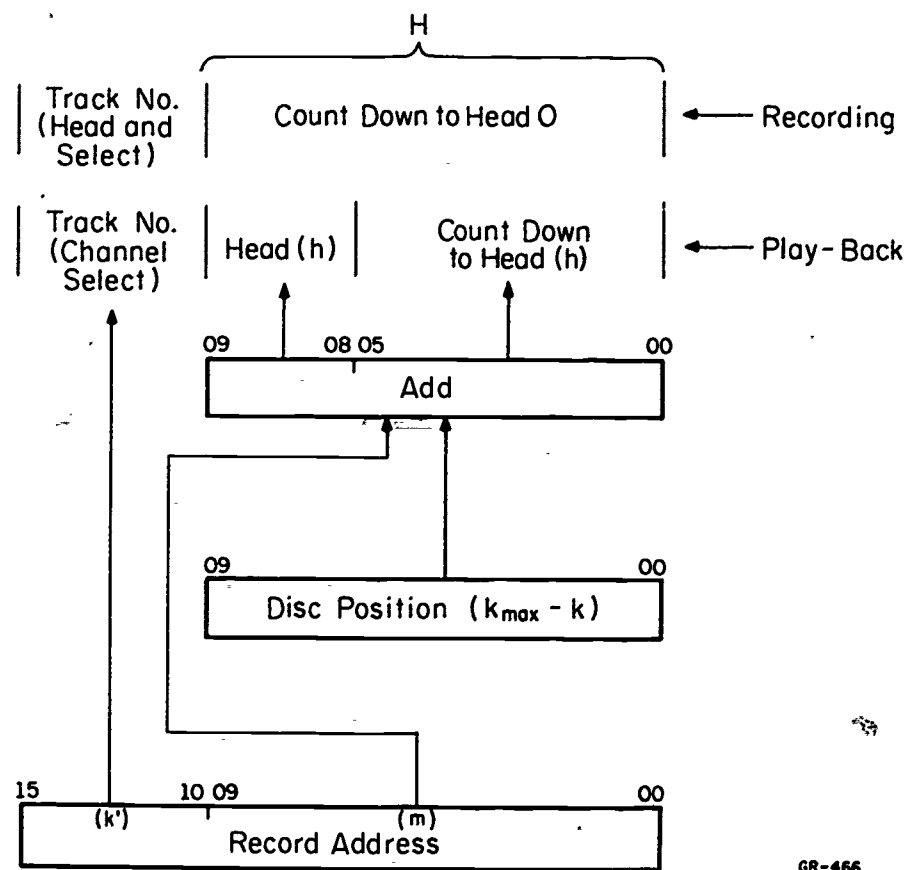 H
Track No.
(Head and
Select)
Count Down to Head 0
Recording
Track No.
(Channel
Select)
Head (h)
Count Down
to Head (h)
Play-Back
09 08 05 00
Add
09 00
Disc Position (kmax - k)
15 10 09 00
(k') (m)
Record Address
GR-466